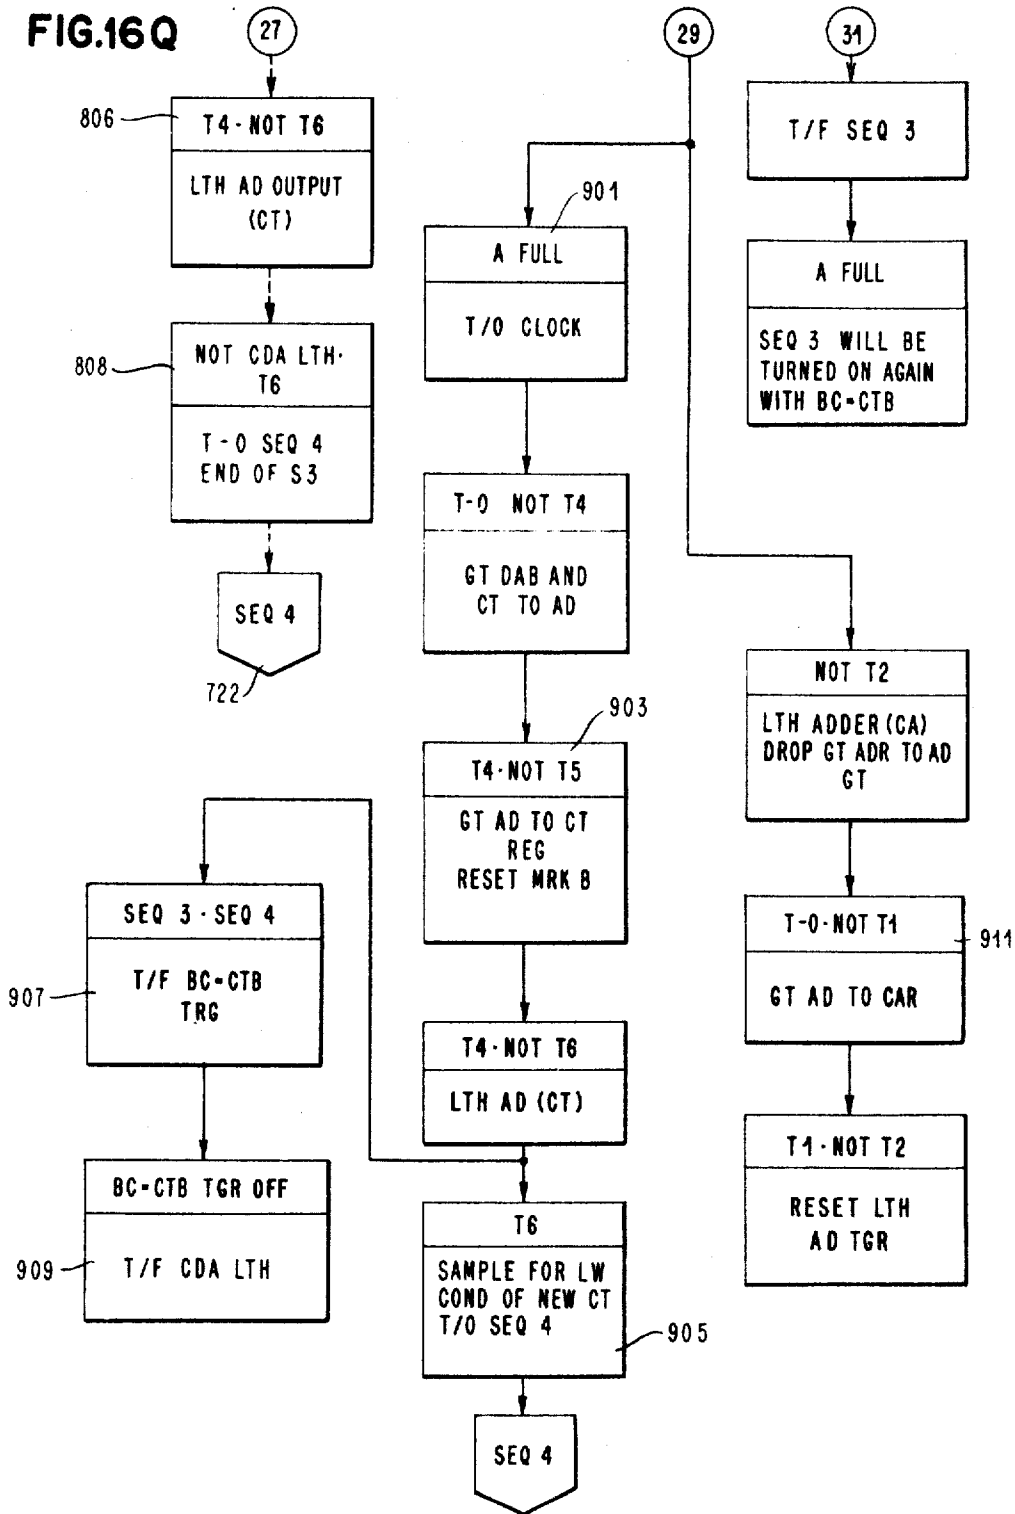 FIG.16Q
27
29
31
806
T4·NOT T6
LTH AD OUTPUT
(CT)
808
NOT CDA LTH·
T6
T-0 SEQ 4
END OF S3
SEQ 4
722
901
A FULL
T/O CLOCK
T-0 NOT T4
GT DAB AND
CT TO AD
903
T4·NOT T5
GT AD TO CT
REG
RESET MRK B
T4·NOT T6
LTH AD (CT)
T6
SAMPLE FOR LW
COND OF NEW CT
T/O SEQ 4
905
SEQ 4
SEQ 3·SEQ 4
T/F BC=CTB
TRG
907
BC=CTB TGR OFF
T/F CDA LTH
909
T/F SEQ 3
A FULL
SEQ 3 WILL BE
TURNED ON AGAIN
WITH BC=CTB
NOT T2
LTH ADDER (CA)
DROP GT ADR TO AD
GT
T-0·NOT T1
GT AD TO CAR
911
T1·NOT T2
RESET LTH
AD TGR